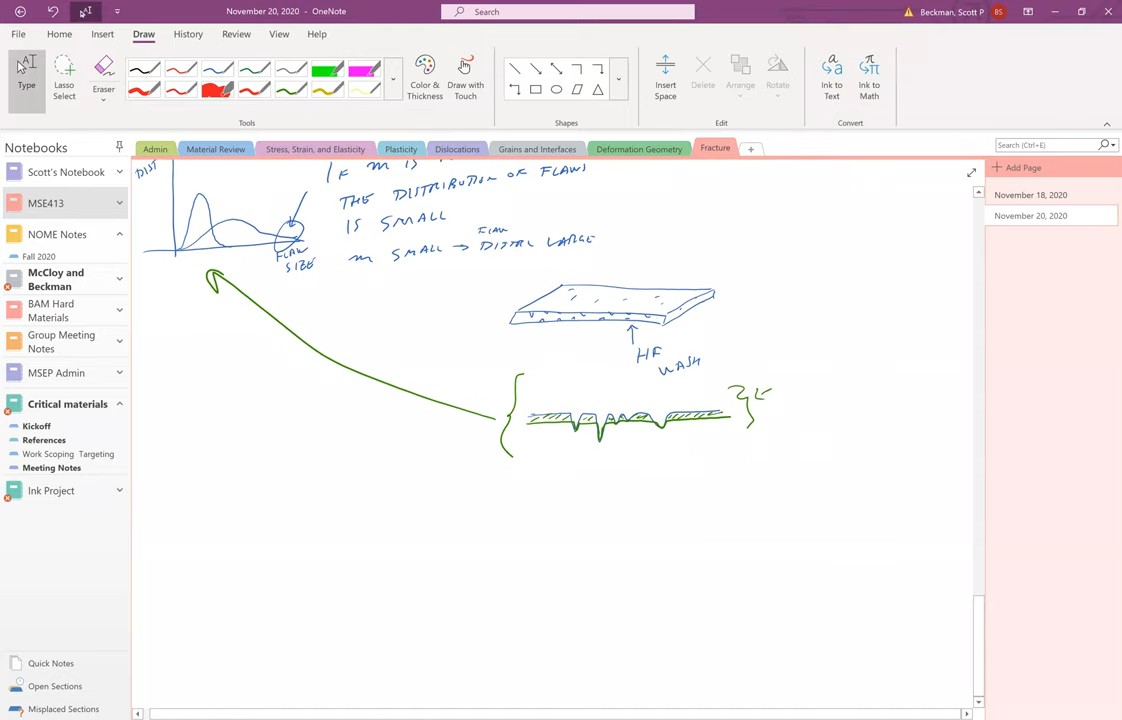 November 20, 2020 - OneNote
Search
Beckman, Scott P
BS
File
Home
Insert
Draw
History
Review
View
Help
Type
Lasso
Select
Eraser
Color &
Thickness
Draw with
Touch
Insert
Space
Delete
Arrange
Rotate
Ink to
Text
Ink to
Math
Tools
Shapes
Edit
Convert
Notebooks
Admin
Material Review
Stress, Strain, and Elasticity
Plasticity
Dislocations
Grains and Interfaces
Deformation Geometry
Fracture
Search (Ctrl+E)
Add Page
November 18, 2020
November 20, 2020
Scott's Notebook
MSE413
NOME Notes
Fall 2020
McCloy and
Beckman
BAM Hard
Materials
Group Meeting
Notes
MSEP Admin
Critical materials
Kickoff
References
Work Scoping Targeting
Meeting Notes
Ink Project
Quick Notes
Open Sections
Misplaced Sections
DIST
FLAW
SIZE
IF m IS
THE DISTRIBUTION OF FLAWS
IS SMALL
FLAW
m SMALL → LARGE
HF
WASH